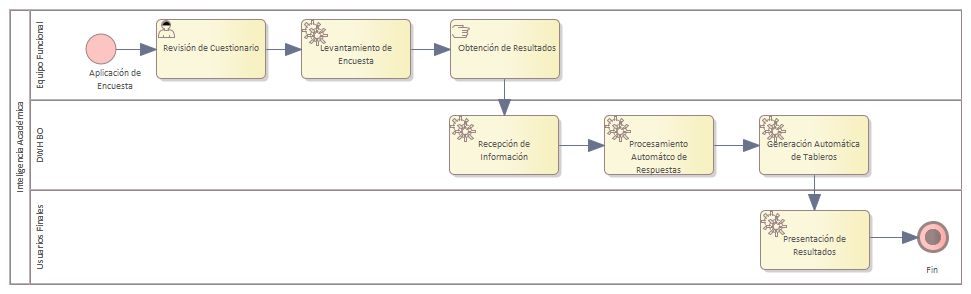 Inteligencia Académica
Equipo Funcional
Aplicación de
Encuesta
Revisión de Cuestionario
Levantamiento de
Encuesta
Obtención de Resultados
DWH BO
Recepción de
Información
Procesamiento
Automátco de
Respuestas
Generación Automática
de Tableros
Usuarios Finales
Presentación de
Resultados
Fin